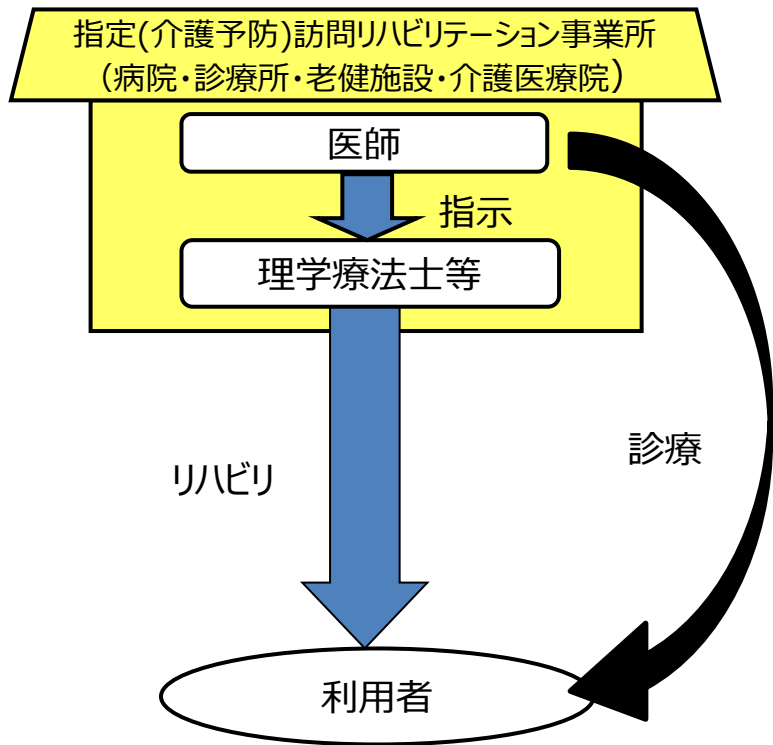 指定(介護予防)訪問リハビリテーション事業所
（病院・診療所・老健施設・介護医療院）
医師
指示
理学療法士等
診療
リハビリ
利用者